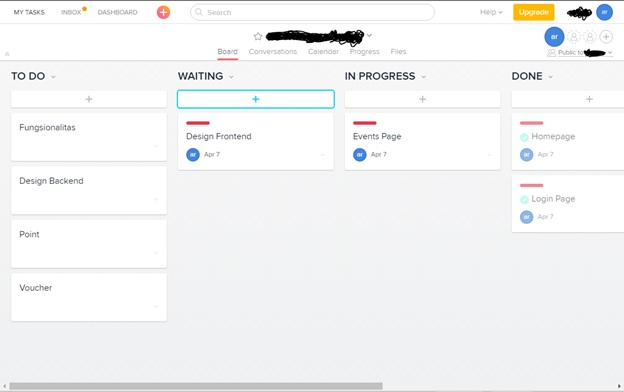 MY TASKS INBOX DASHBOARD + Search Help Upgrade ar
ar +
Board Conversations Calendar Progress Files
Public to
TO DO WAITING IN PROGRESS DONE
+ + + +
Fungsionalitas
Design Frontend
ar Apr 7
Events Page
ar Apr 7
Homepage
ar Apr 7
Design Backend
Login Page
ar Apr 7
Point
Voucher